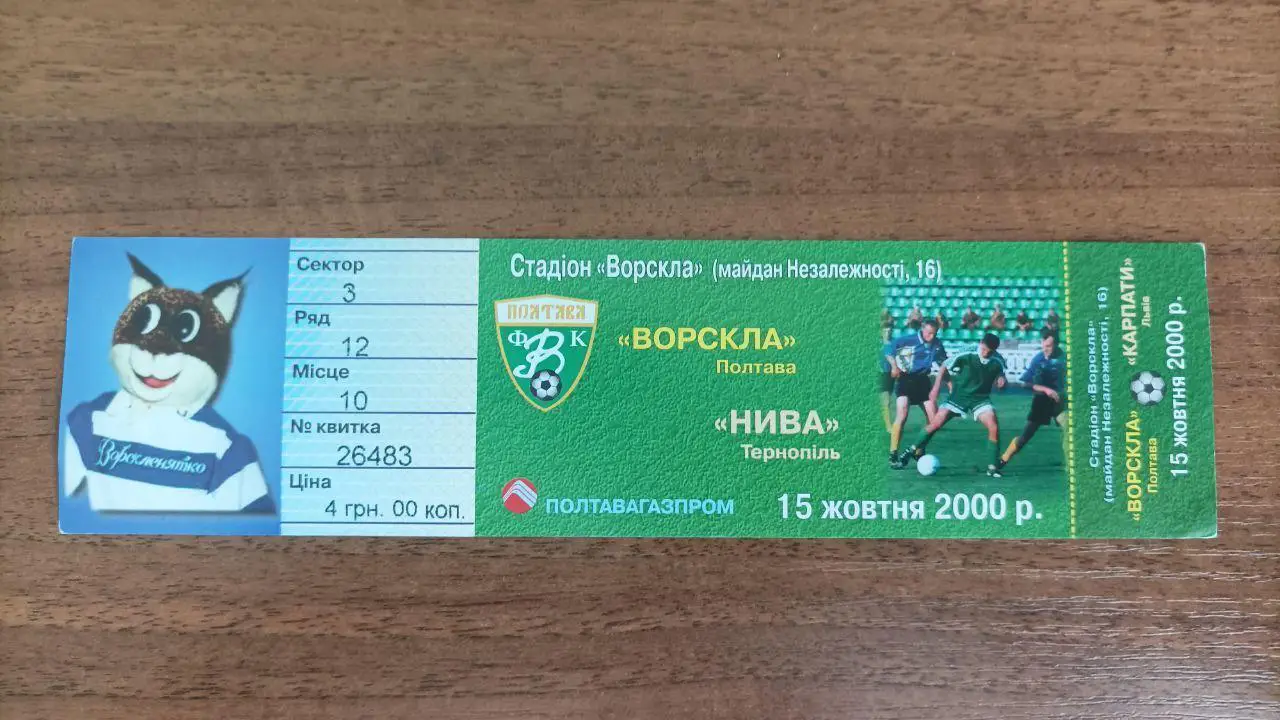 Ворскленятко
Сектор
3
Ряд
12
Місце
10
№ квитка
26483
Ціна
4 грн. 00 коп.
Стадіон «Ворскла» (майдан Незалежності, 16)
ПОЛТАВА
ФК
В
«ВОРСКЛА»
Полтава
«НИВА»
Тернопіль
ПОЛТАВАГАЗПРОМ
15 жовтня 2000 р.
Стадіон «Ворскла»
(майдан Незалежності, 16)
«ВОРСКЛА» «КАРПАТИ»
Полтава Львів
15 жовтня 2000 р.